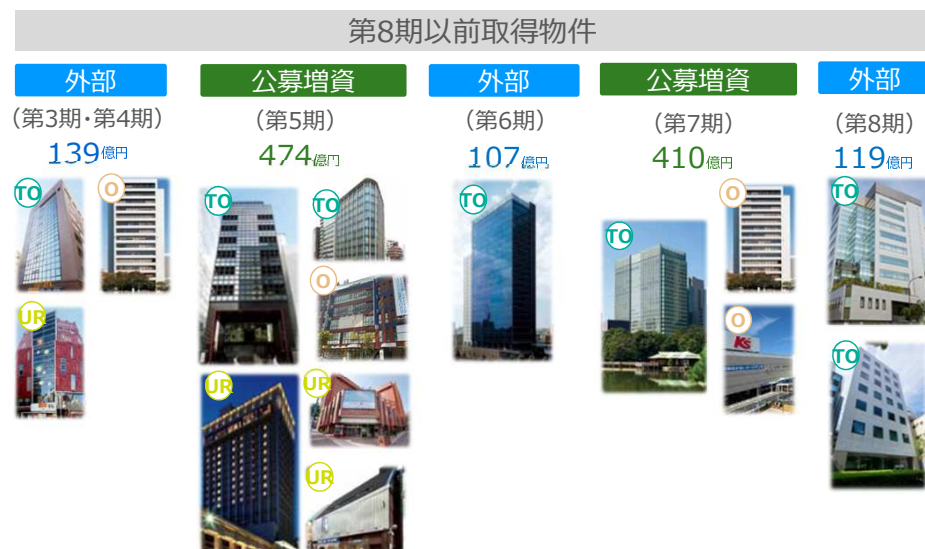 第8期以前取得物件
外部
(第3期・第4期)
139億円
TO
O
UR
公募増資
(第5期)
474億円
TO
TO
O
UR
UR
UR
外部
(第6期)
107億円
TO
公募増資
(第7期)
410億円
TO
O
O
K's
外部
(第8期)
119億円
TO
TO